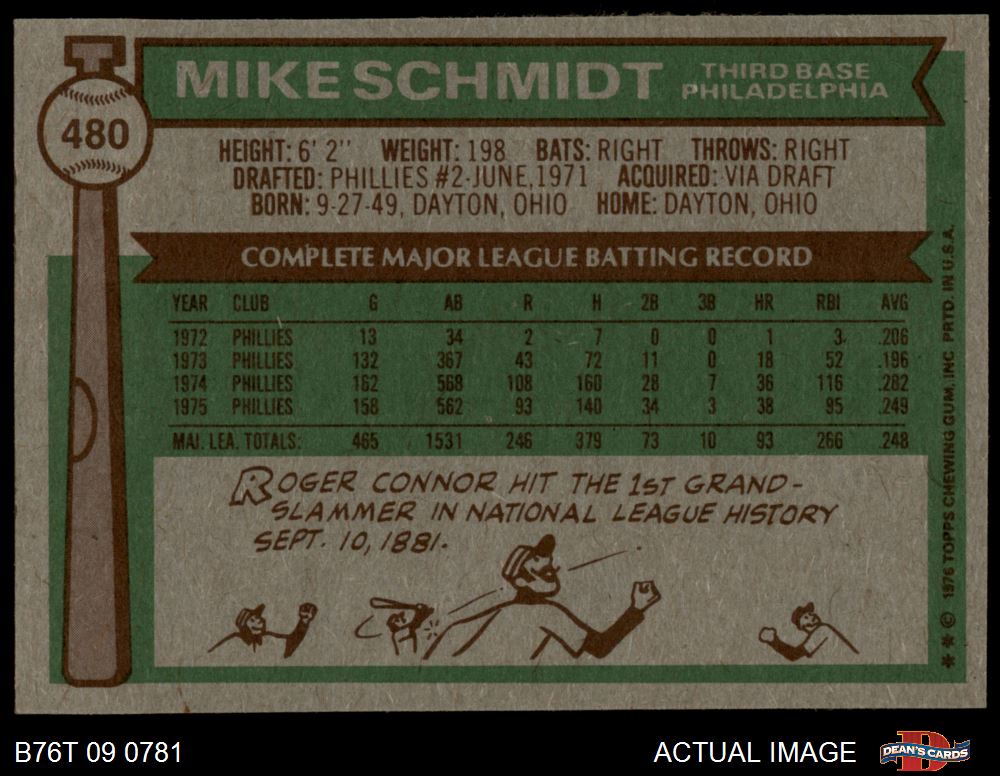 MIKE SCHMIDT
THIRD BASE
PHILADELPHIA
480
HEIGHT: 6' 2'' WEIGHT: 198 BATS: RIGHT THROWS: RIGHT
DRAFTED: PHILLIES #2-JUNE, 1971 ACQUIRED: VIA DRAFT
BORN: 9-27-49, DAYTON, OHIO HOME: DAYTON, OHIO
COMPLETE MAJOR LEAGUE BATTING RECORD
YEAR CLUB G AB R H 2B 3B HR RBI AVG
1972 PHILLIES 13 34 2 7 0 0 1 3 .206
1973 PHILLIES 132 367 43 72 11 0 18 52 .196
1974 PHILLIES 162 568 108 160 28 7 36 116 .282
1975 PHILLIES 158 562 93 140 34 3 38 95 .249
MAJ. LEA. TOTALS: 465 1531 246 379 73 10 93 266 .248
ROGER CONNOR HIT THE 1ST GRAND-
SLAMMER IN NATIONAL LEAGUE HISTORY
SEPT. 10, 1881.
** © 1976 TOPPS CHEWING GUM, INC. PRTD. IN U.S.A.
B76T 09 0781
ACTUAL IMAGE
D
DEAN'S CARDS